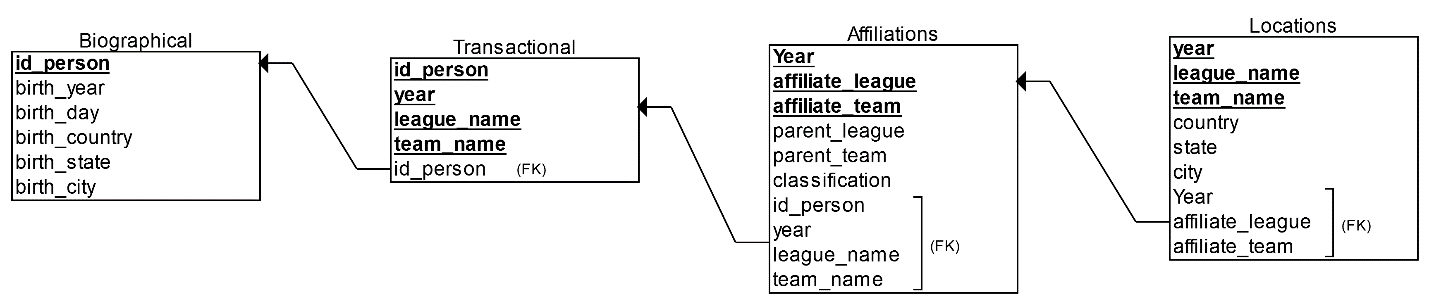 Biographical
id_person
birth_year
birth_day
birth_country
birth_state
birth_city
Transactional
id_person
year
league_name
team_name
id_person (FK)
Affiliations
Year
affiliate_league
affiliate_team
parent_league
parent_team
classification
id_person
year
(FK)
league_name
team_name
Locations
year
league_name
team_name
country
state
city
Year
affiliate_league (FK)
affiliate_team